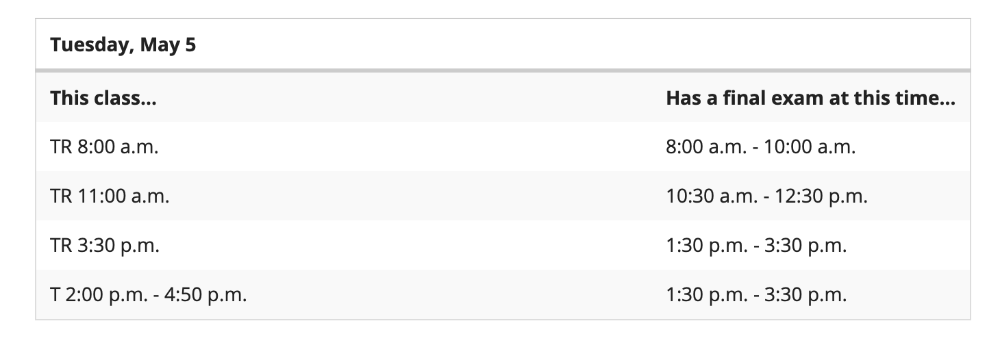 Tuesday, May 5
This class... Has a final exam at this time...
TR 8:00 a.m. 8:00 a.m. - 10:00 a.m.
TR 11:00 a.m. 10:30 a.m. - 12:30 p.m.
TR 3:30 p.m. 1:30 p.m. - 3:30 p.m.
T 2:00 p.m. - 4:50 p.m. 1:30 p.m. - 3:30 p.m.